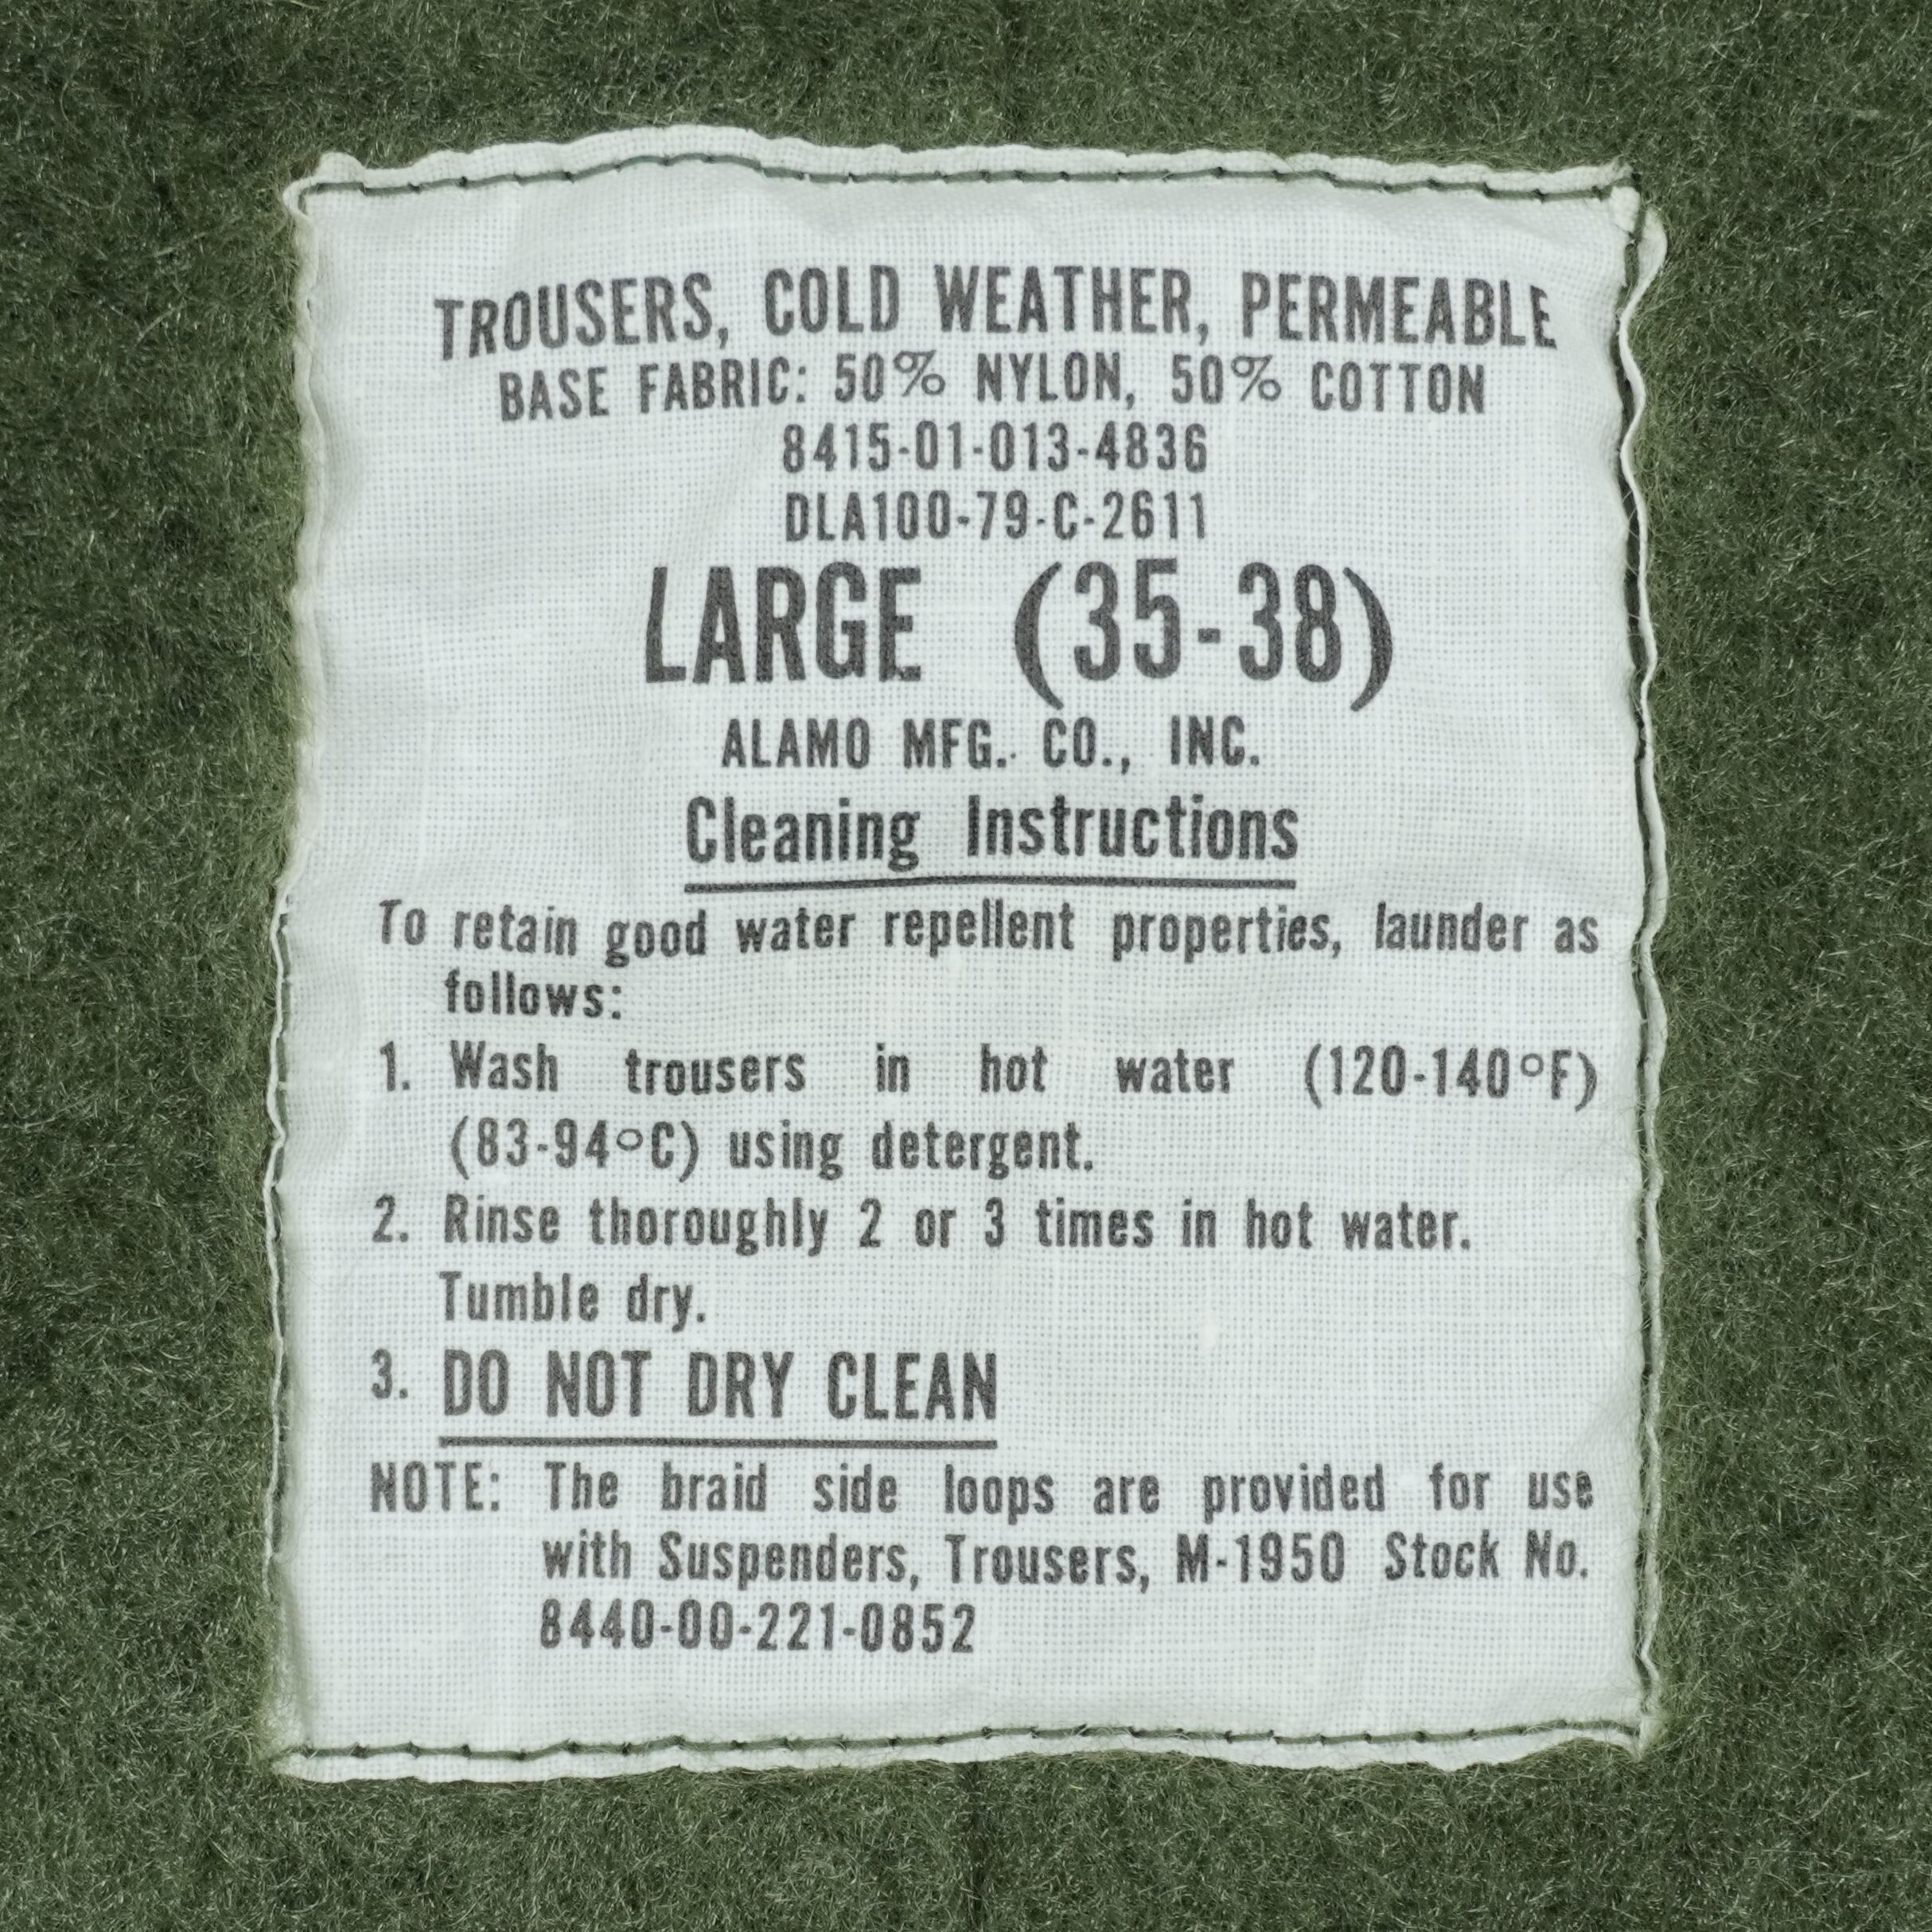 TROUSERS, COLD WEATHER, PERMEABLE
BASE FABRIC: 50% NYLON, 50% COTTON
8415-01-013-4836
DLA100-79-C-2611
LARGE (35-38)
ALAMO MFG. CO., INC.
Cleaning Instructions
To retain good water repellent properties, launder as
follows:
1. Wash trousers in hot water (120-140°F)
(83-94°C) using detergent.
2. Rinse thoroughly 2 or 3 times in hot water.
Tumble dry.
3. DO NOT DRY CLEAN
NOTE: The braid side loops are provided for use
with Suspenders, Trousers, M-1950 Stock No.
8440-00-221-0852